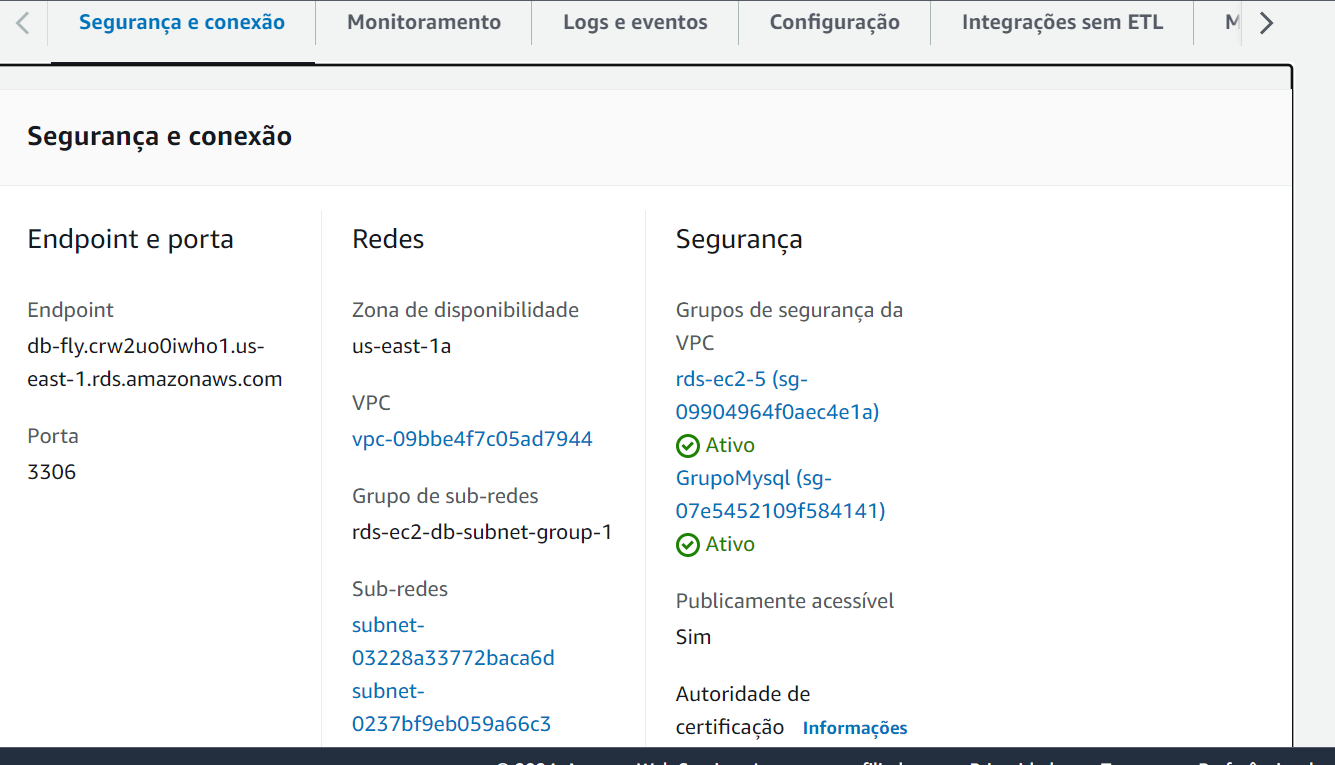 Segurança e conexão
Monitoramento
Logs e eventos
Configuração
Integrações sem ETL
Segurança e conexão
Endpoint e porta
Endpoint
db-fly.crw2uo0iwho1.us-
east-1.rds.amazonaws.com
Porta
3306
Redes
Zona de disponibilidade
us-east-1a
VPC
vpc-09bbe4f7c05ad7944
Grupo de sub-redes
rds-ec2-db-subnet-group-1
Sub-redes
subnet-
03228a33772baca6d
subnet-
0237bf9eb059a66c3
Segurança
Grupos de segurança da
VPC
rds-ec2-5 (sg-
09904964f0aec4e1a)
Ativo
GrupoMysql (sg-
07e5452109f584141)
Ativo
Publicamente acessível
Sim
Autoridade de
certificação Informações